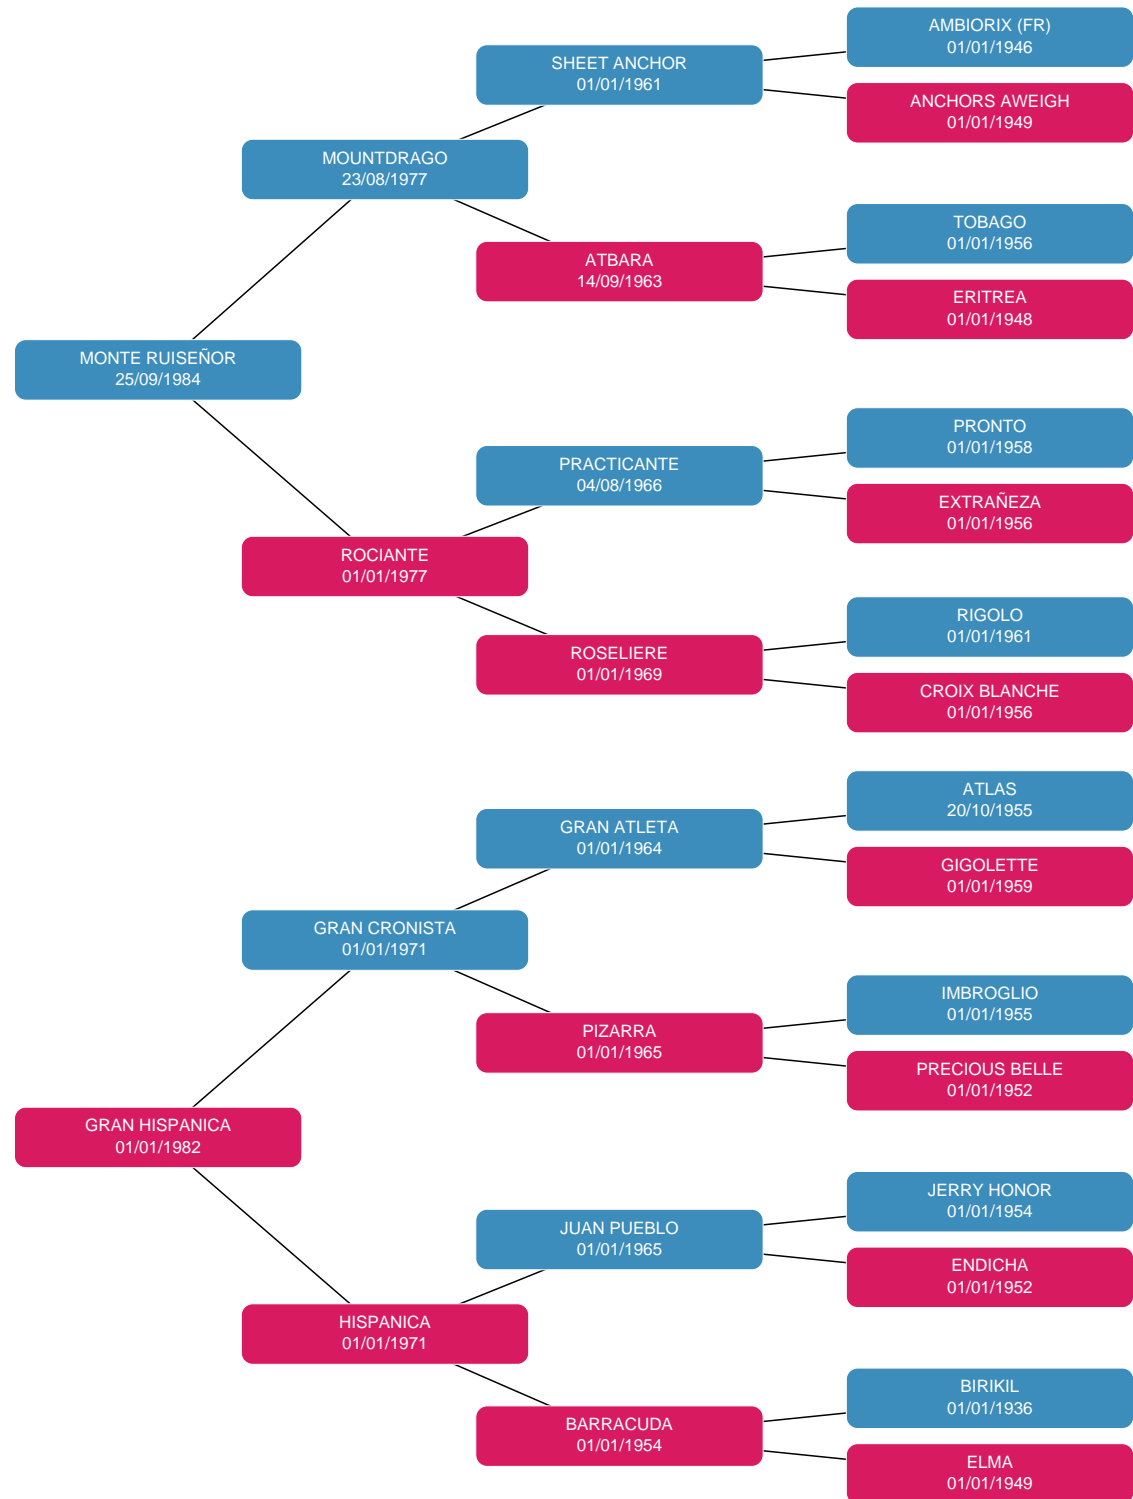 AMBIORIX (FR)
01/01/1946
SHEET ANCHOR
01/01/1961
ANCHORS AWEIGH
01/01/1949
MOUNTDRAGO
23/08/1977
TOBAGO
01/01/1956
ATBARA
14/09/1963
ERITREA
01/01/1948
MONTE RUISEÑOR
25/09/1984
PRONTO
01/01/1958
PRACTICANTE
04/08/1966
EXTRAÑEZA
01/01/1956
ROCIANTE
01/01/1977
RIGOLO
01/01/1961
ROSELIERE
01/01/1969
CROIX BLANCHE
01/01/1956
ATLAS
20/10/1955
GRAN ATLETA
01/01/1964
GIGOLETTE
01/01/1959
GRAN CRONISTA
01/01/1971
IMBROGLIO
01/01/1955
PIZARRA
01/01/1965
PRECIOUS BELLE
01/01/1952
GRAN HISPANICA
01/01/1982
JERRY HONOR
01/01/1954
JUAN PUEBLO
01/01/1965
ENDICHA
01/01/1952
HISPANICA
01/01/1971
BIRIKIL
01/01/1936
BARRACUDA
01/01/1954
ELMA
01/01/1949